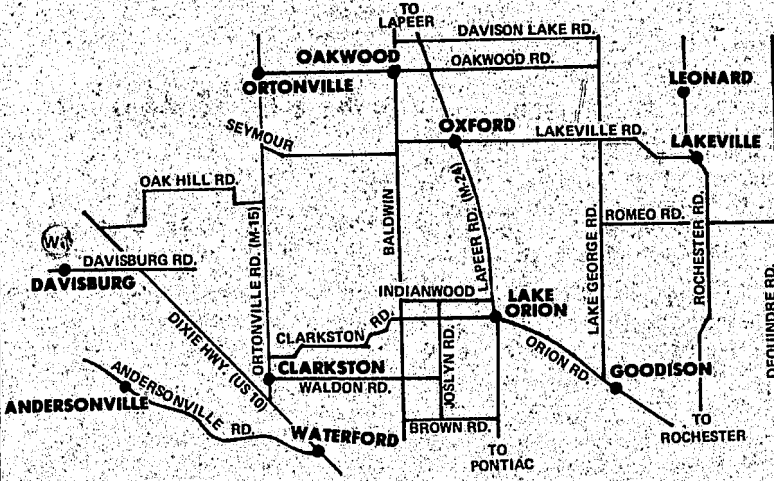 TO
LAPEER
DAVISON LAKE RD.
OAKWOOD
OAKWOOD RD.
ORTONVILLE
LEONARD
SEYMOUR
OXFORD
LAKEVILLE RD.
LAKEVILLE
OAK HILL RD.
BALDWIN
LAPEER RD. (M-24)
LAKE GEORGE RD.
ROMEO RD.
ROCHESTER RD.
DEQUINDRE RD.
ORTONVILLE RD. (M-15)
DAVISBURG RD.
DAVISBURG
DIXIE HWY. (US 10)
INDIANWOOD
LAKE
ORION
CLARKSTON RD.
JOSLYN RD.
ORION RD.
CLARKSTON
WALDON RD.
GOODISON
ANDERSONVILLE
ANDERSONVILLE RD.
WATERFORD
BROWN RD.
TO
PONTIAC
TO
ROCHESTER